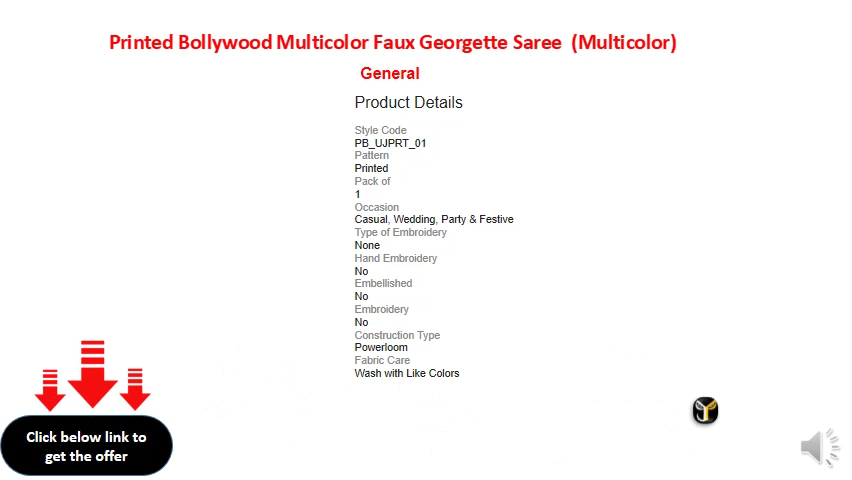 Printed Bollywood Multicolor Faux Georgette Saree (Multicolor)
General
Product Details
Style Code
PB_UJPRT_01
Pattern
Printed
Pack of
1
Occasion
Casual, Wedding, Party & Festive
Type of Embroidery
None
Hand Embroidery
No
Embellished
No
Embroidery
No
Construction Type
Powerloom
Fabric Care
Wash with Like Colors
Click below link to
get the offer